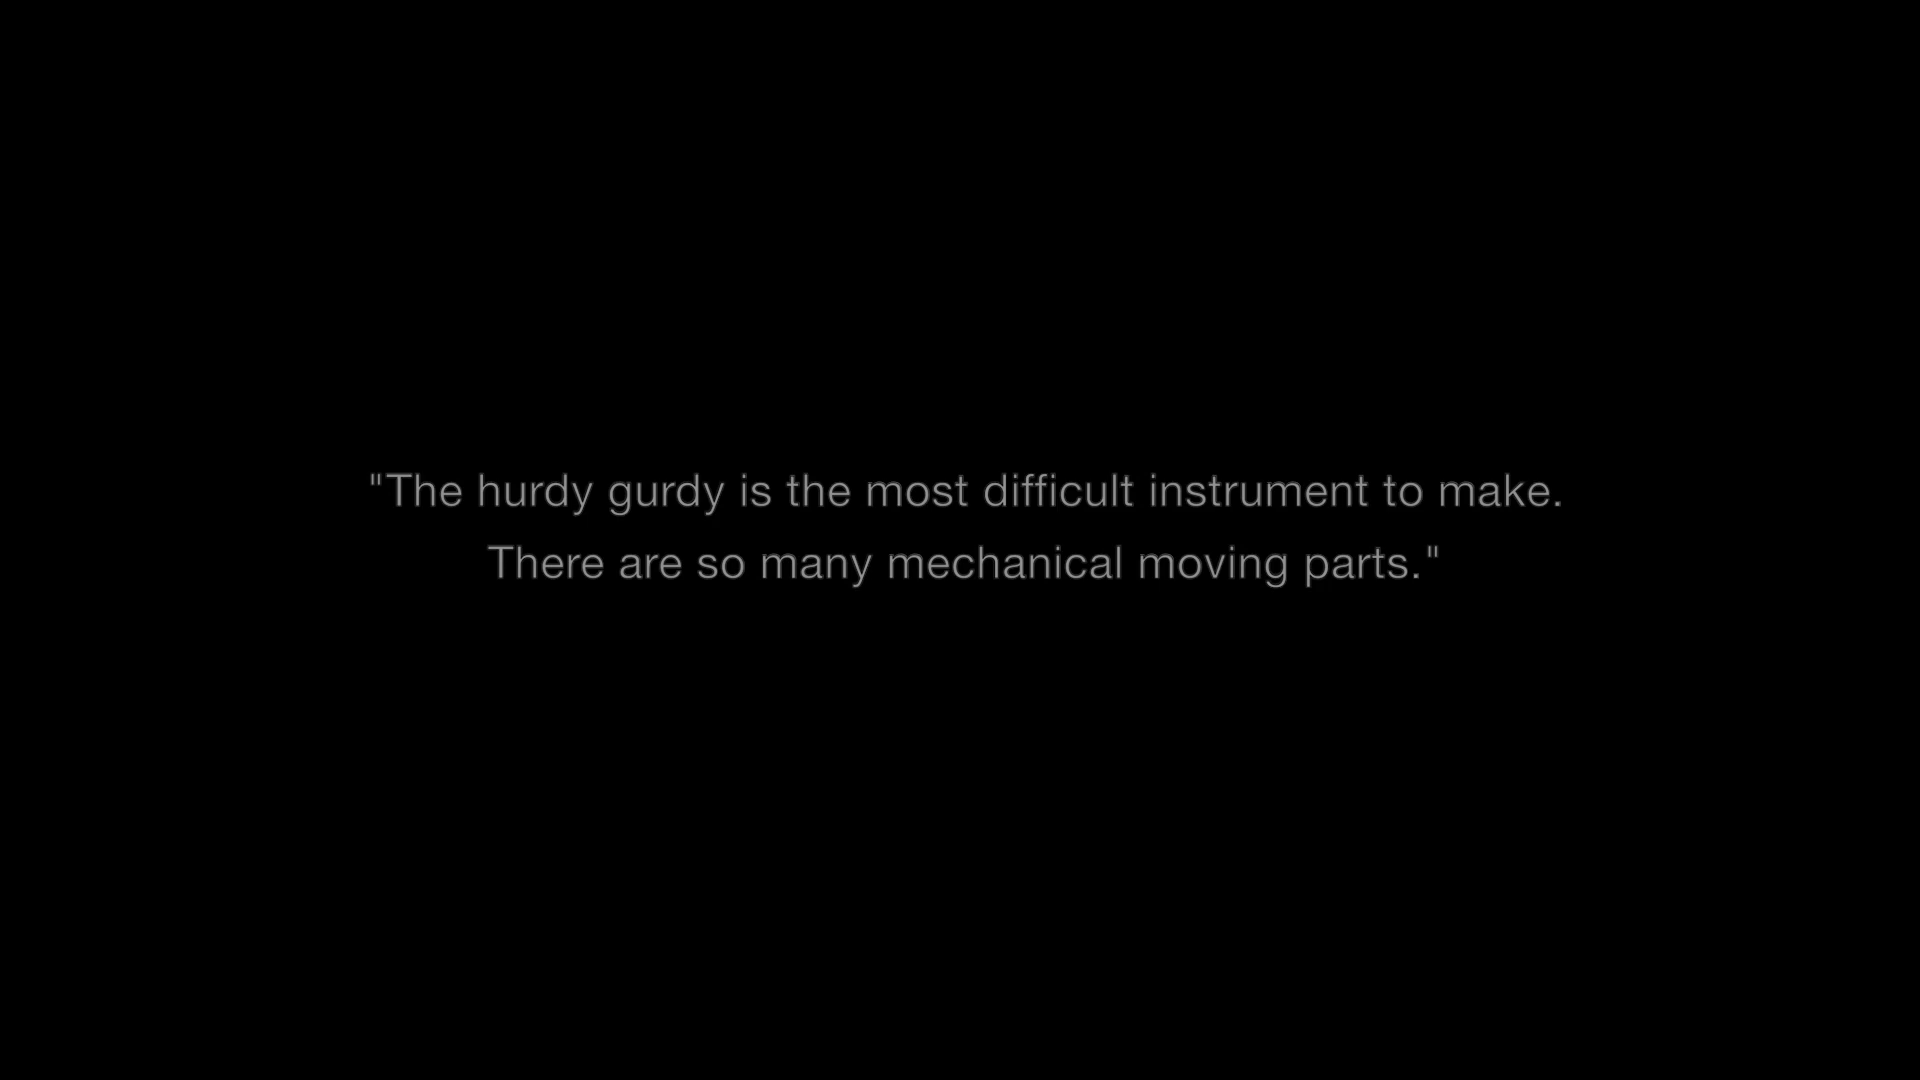 "The hurdy gurdy is the most difficult instrument to make.
There are so many mechanical moving parts."